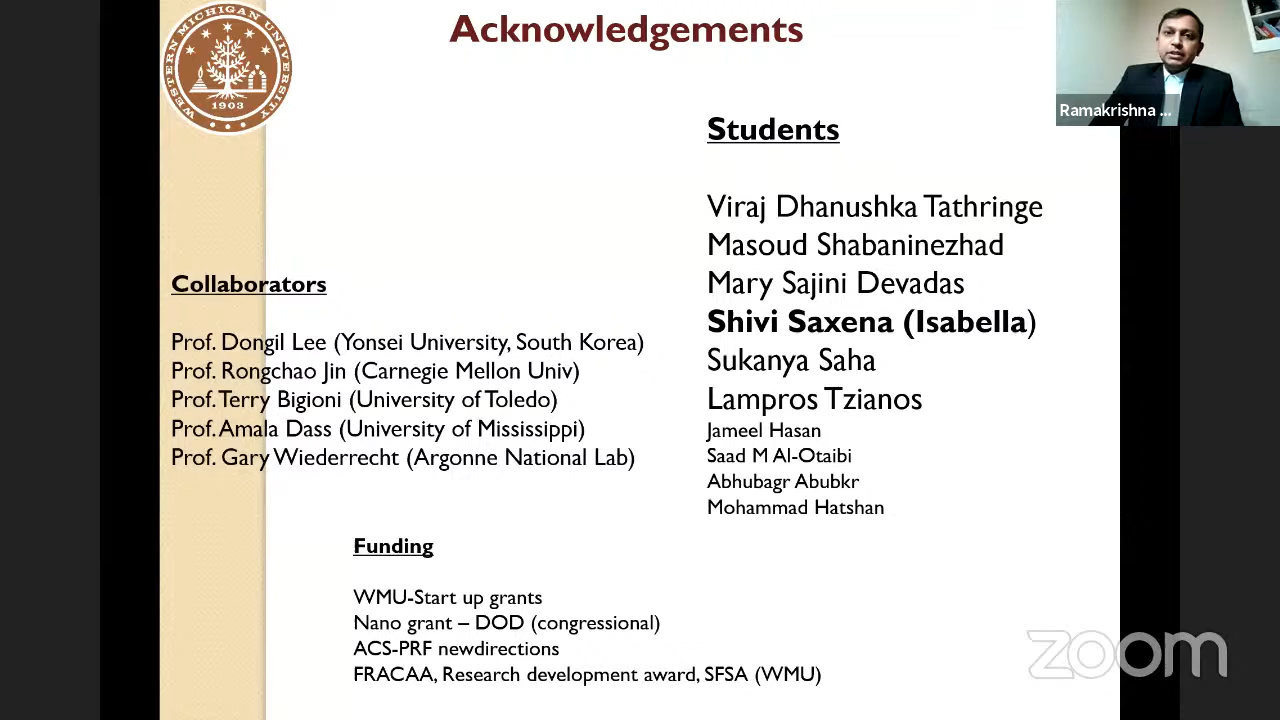 Acknowledgements
WESTERN MICHIGAN UNIVERSITY
1903
Ramakrishna ...
Students
Viraj Dhanushka Tathringe
Masoud Shabaninezhad
Mary Sajini Devadas
Shivi Saxena (Isabella)
Sukanya Saha
Lampros Tzianos
Jameel Hasan
Saad M Al-Otaibi
Abhubagr Abubkr
Mohammad Hatshan
Collaborators
Prof. Dongil Lee (Yonsei University, South Korea)
Prof. Rongchao Jin (Carnegie Mellon Univ)
Prof. Terry Bigioni (University of Toledo)
Prof. Amala Dass (University of Mississippi)
Prof. Gary Wiederrecht (Argonne National Lab)
Funding
WMU-Start up grants
Nano grant – DOD (congressional)
ACS-PRF newdirections
FRACAA, Research development award, SFSA (WMU)
zoom